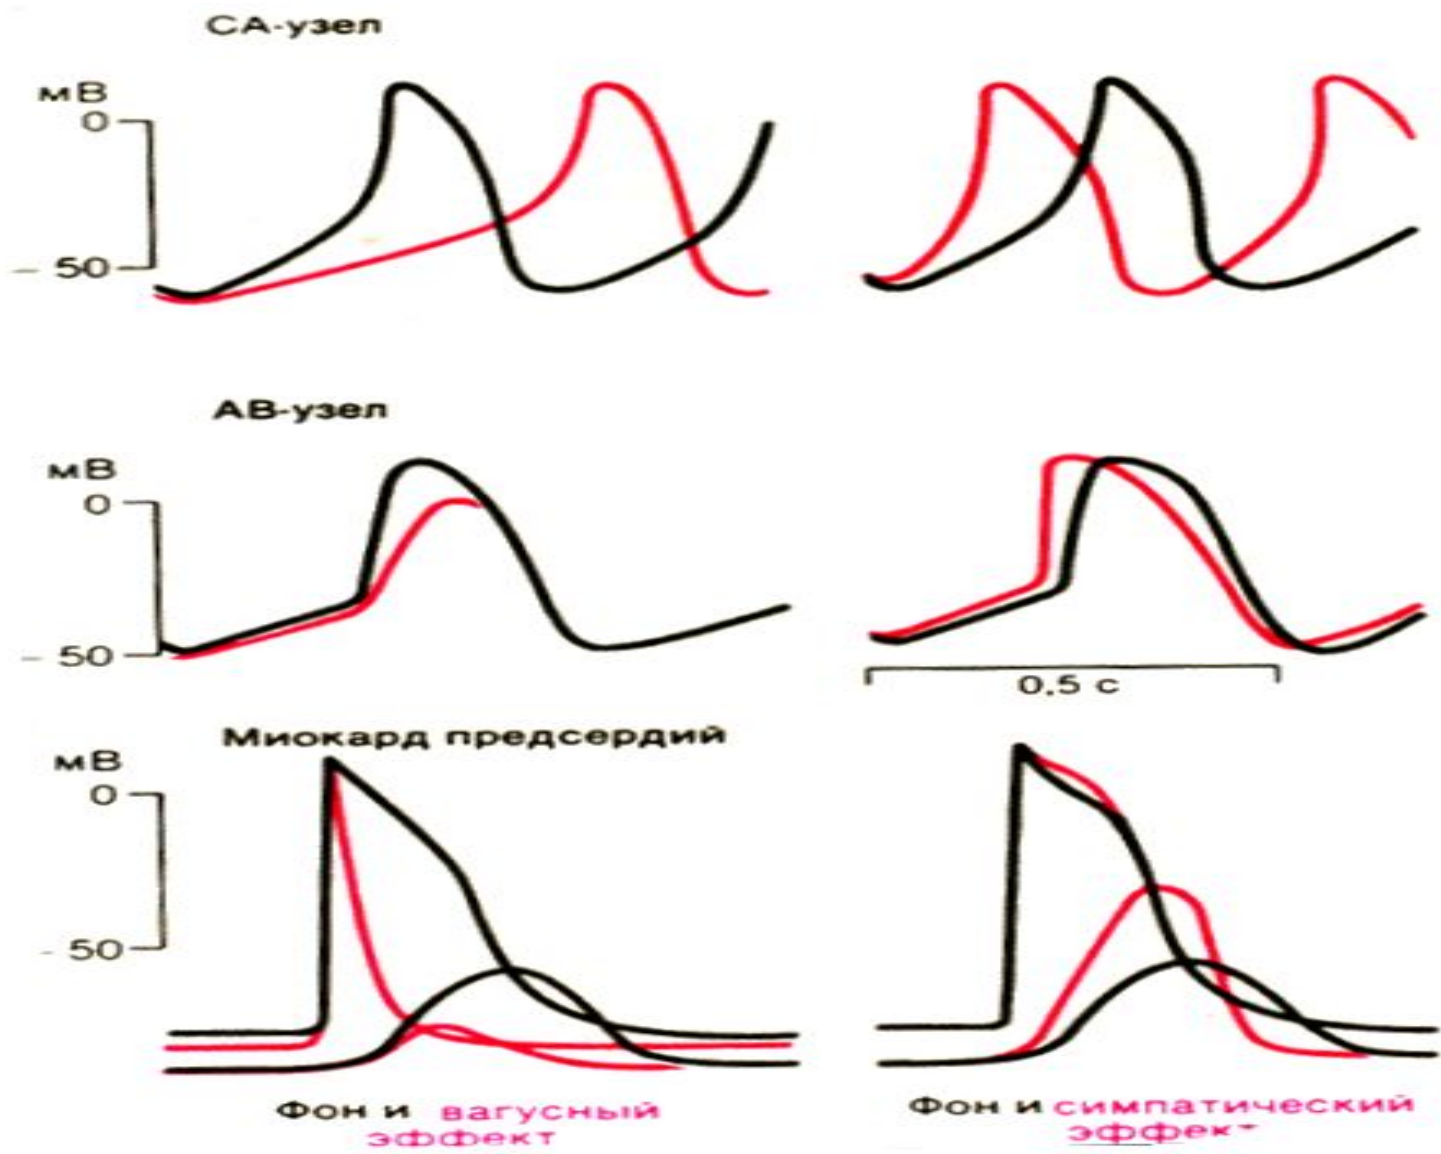 СА-узел
мВ
0
- 50
АВ-узел
мВ
0
- 50
0,5 с
Миокард предсердий
мВ
0
- 50
Фон и вагусный
эффект
Фон и симпатический
эффект